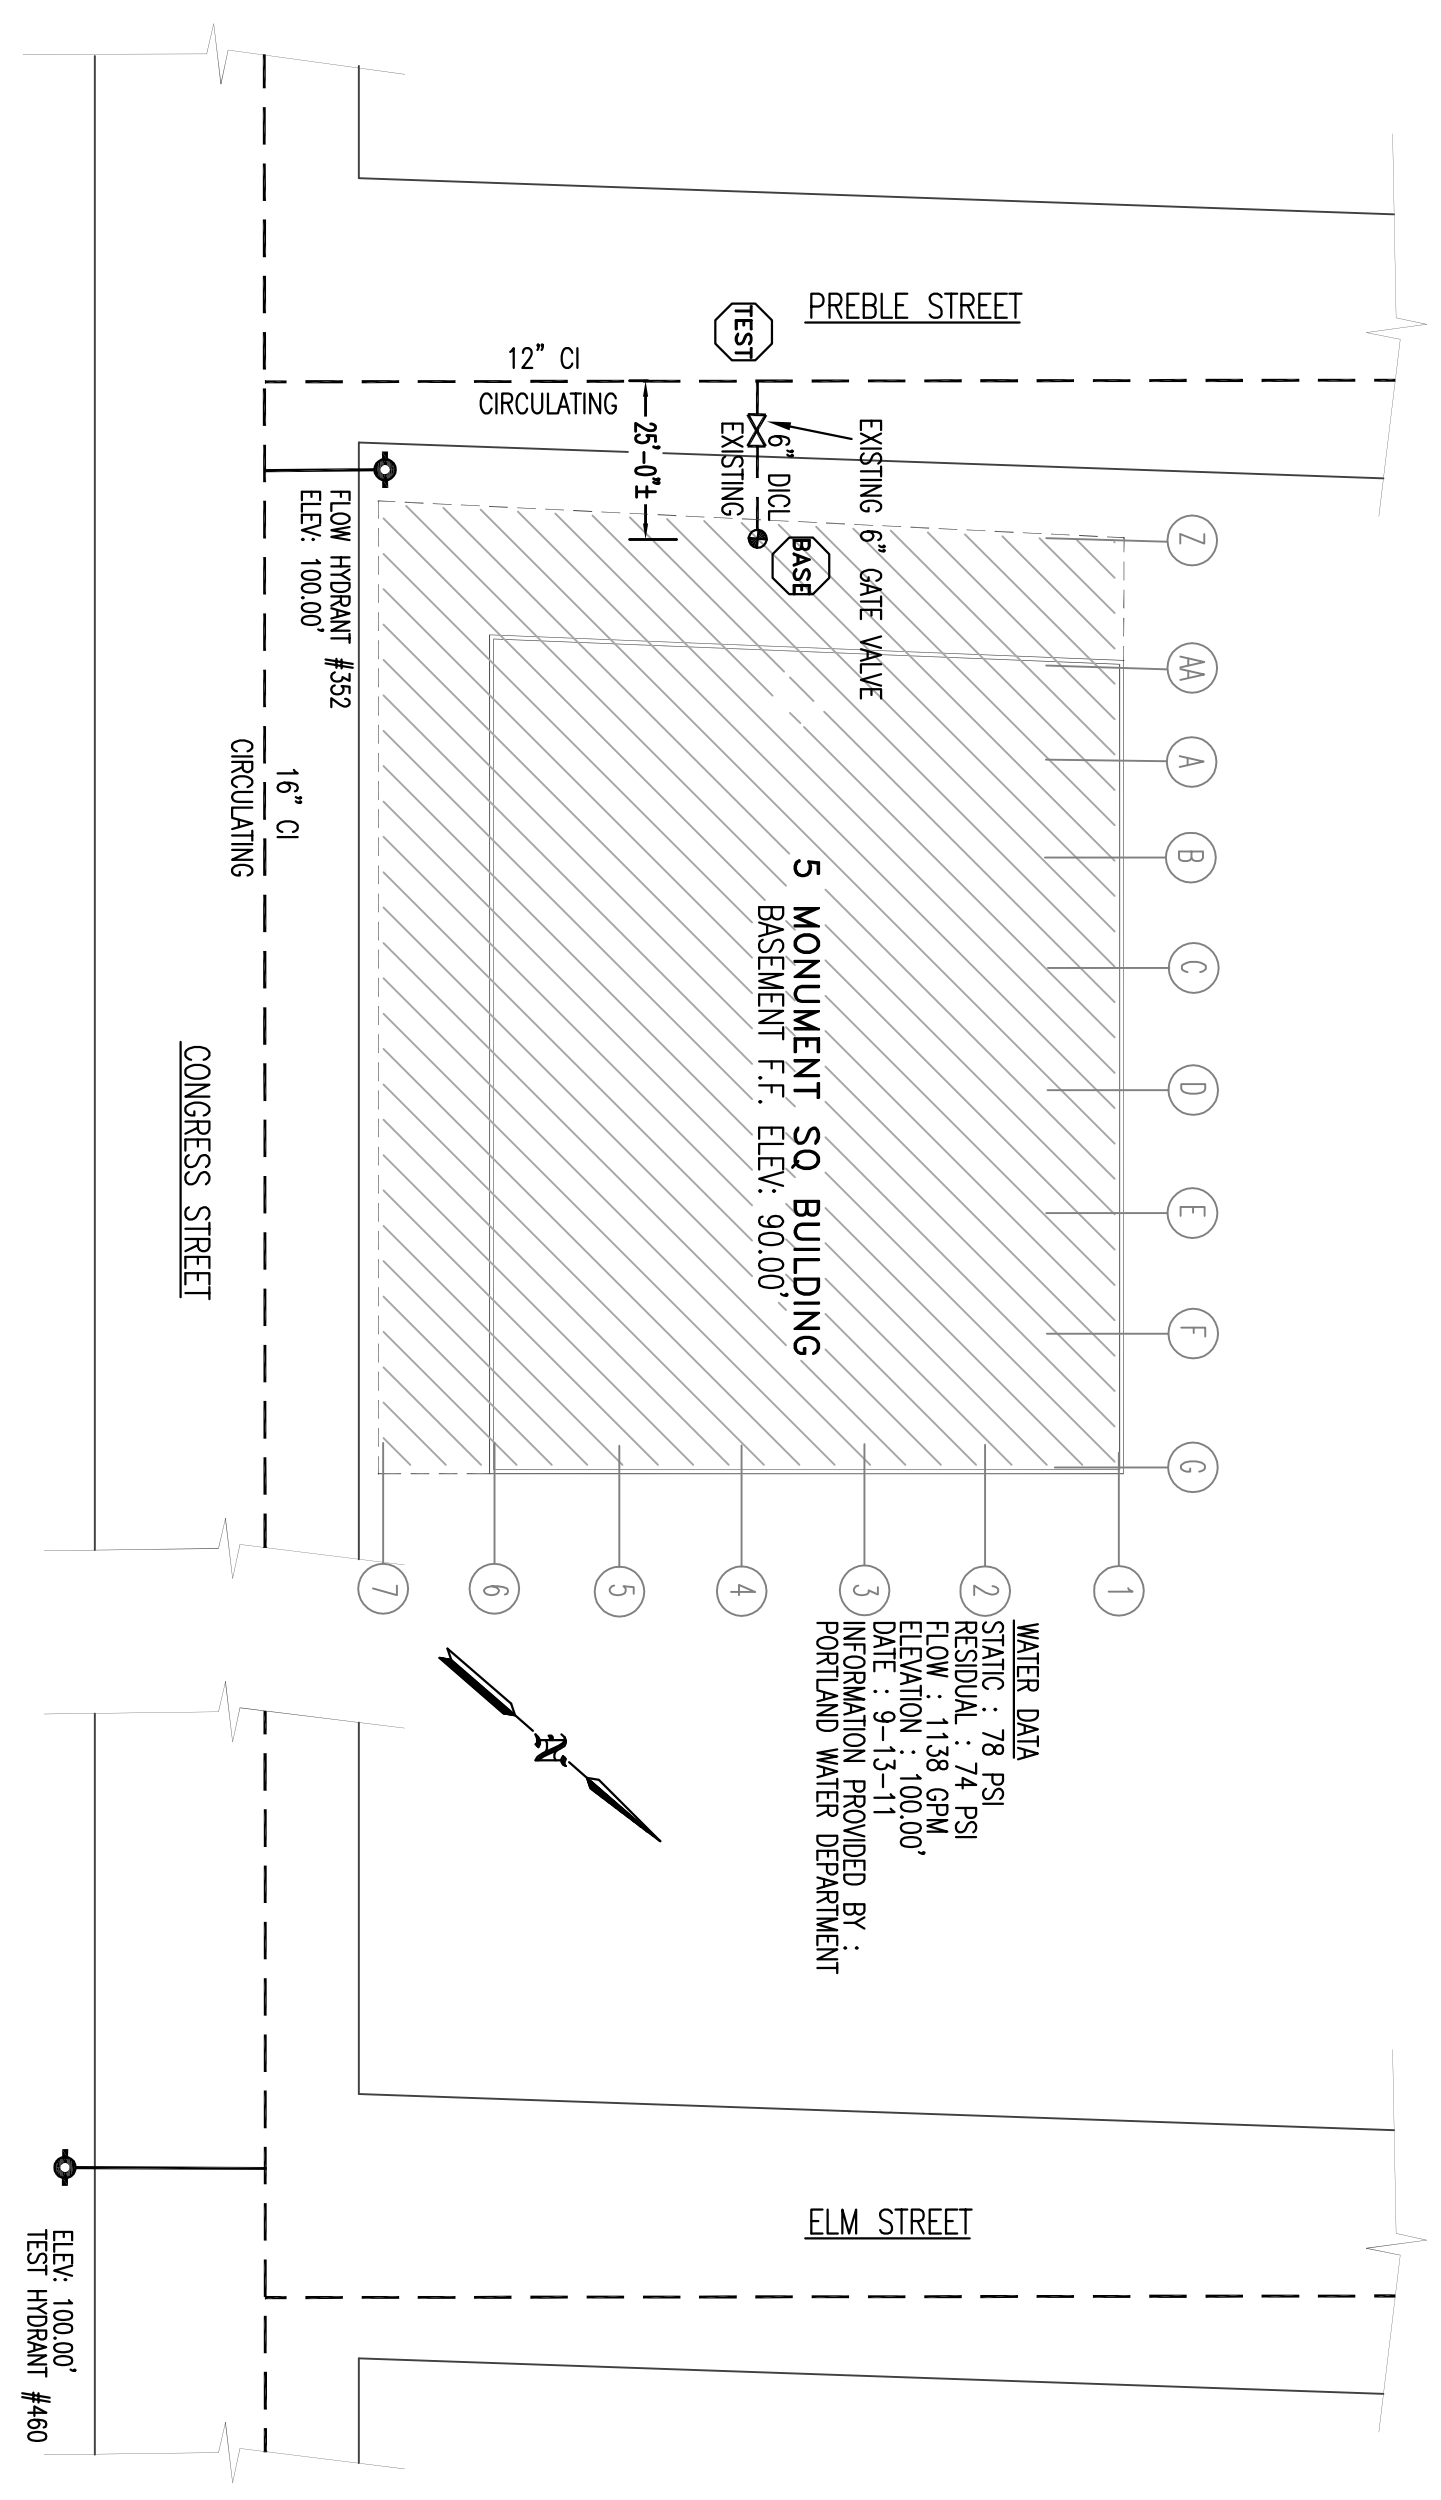 PREBLE STREET
TEST
12" CI
CIRCULATING
25'-0"±
6" DICL
EXISTING
EXISTING 6" GATE VALVE
BASE
FLOW HYDRANT #352
ELEV: 100.00'
16" CI
CIRCULATING
CONGRESS STREET
5 MONUMENT SQ BUILDING
BASEMENT F.F. ELEV: 90.00'
Z
AA
A
B
C
D
E
F
G
1
2
3
4
5
6
7
WATER DATA
STATIC : 78 PSI
RESIDUAL : 74 PSI
FLOW : 1138 GPM
ELEVATION : 100.00'
DATE : 9-13-11
INFORMATION PROVIDED BY :
PORTLAND WATER DEPARTMENT
N
ELM STREET
ELEV: 100.00'
TEST HYDRANT #460